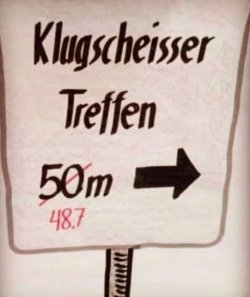 Klugscheisser
Treffen
50m
48.7